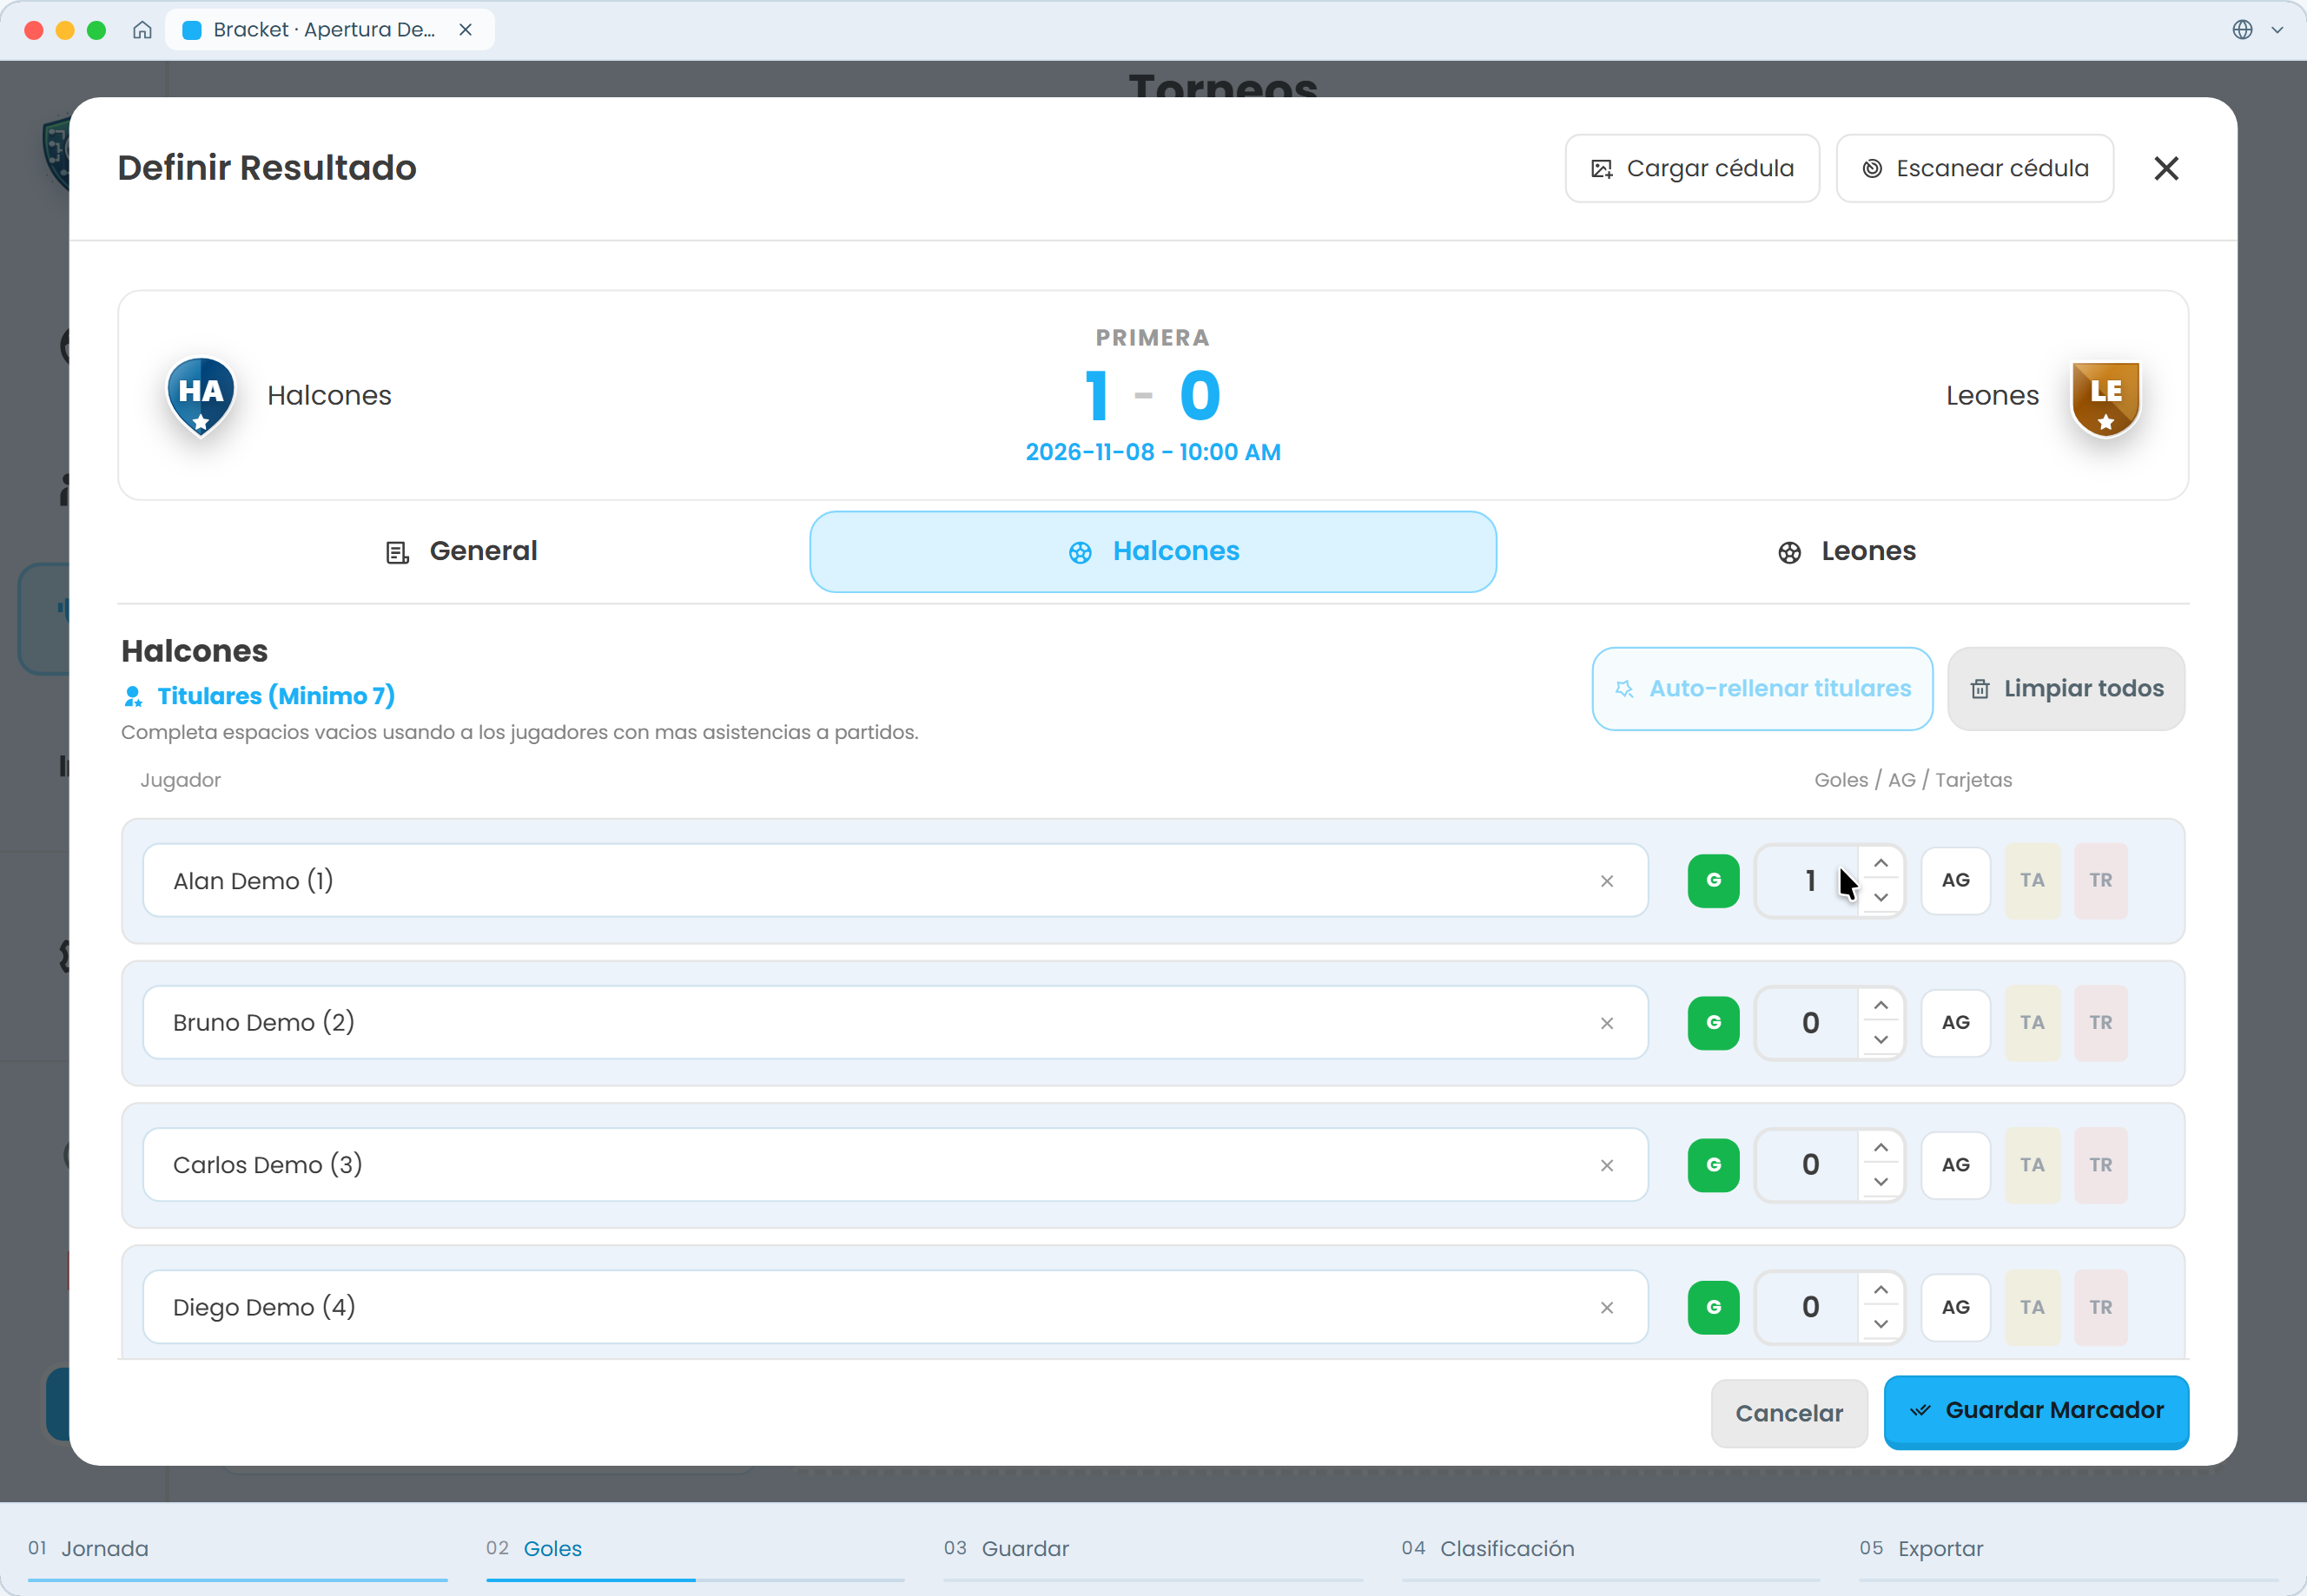 Bracket · Apertura De...
Torneos
Definir Resultado
Cargar cédula
Escanear cédula
PRIMERA
HA
Halcones
1 - 0
Leones
LE
2026-11-08 - 10:00 AM
General
Halcones
Leones
Halcones
Titulares (Minimo 7)
Auto-rellenar titulares
Limpiar todos
Completa espacios vacios usando a los jugadores con mas asistencias a partidos.
Jugador
Goles / AG / Tarjetas
Alan Demo (1)
G
1
AG
TA
TR
Bruno Demo (2)
G
0
AG
TA
TR
Carlos Demo (3)
G
0
AG
TA
TR
Diego Demo (4)
G
0
AG
TA
TR
Cancelar
Guardar Marcador
01 Jornada
02 Goles
03 Guardar
04 Clasificación
05 Exportar